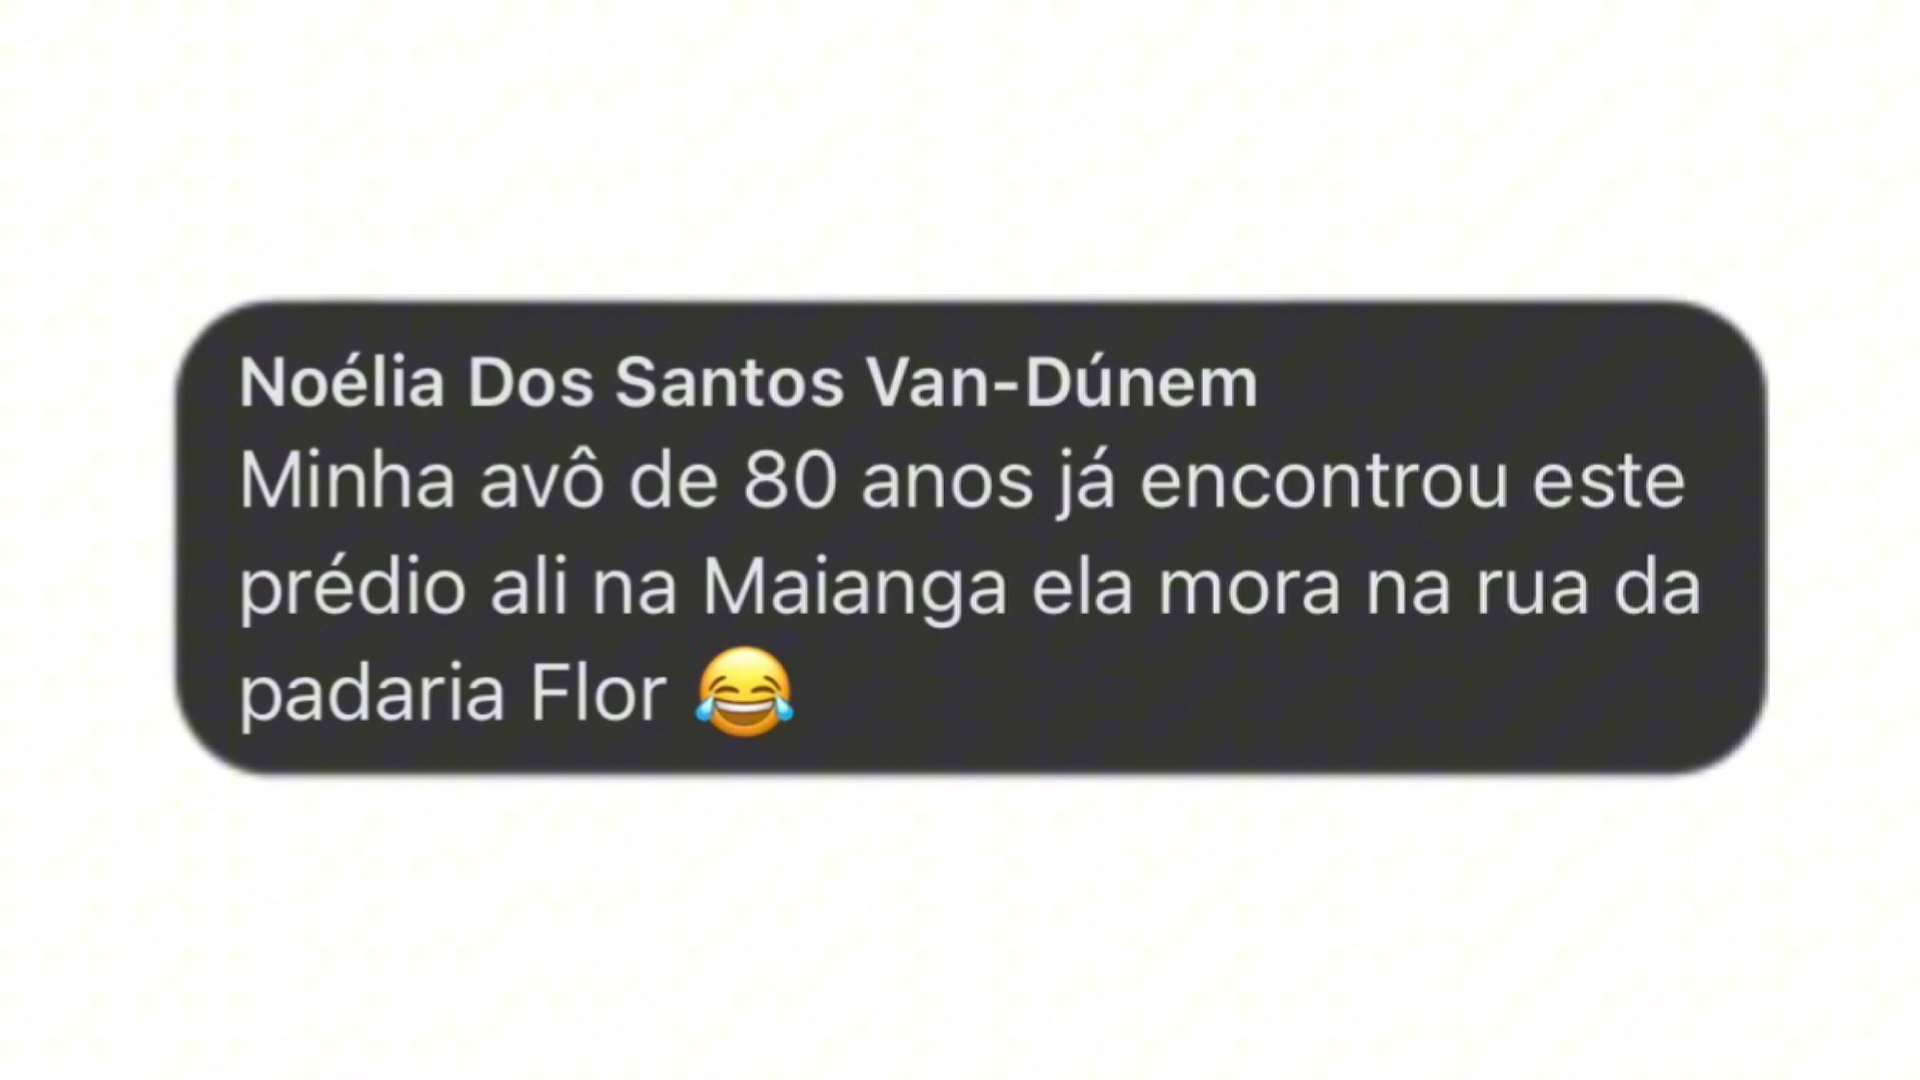 Noélia Dos Santos Van-Dúnem
Minha avô de 80 anos já encontrou este
prédio ali na Maianga ela mora na rua da
padaria Flor 😂